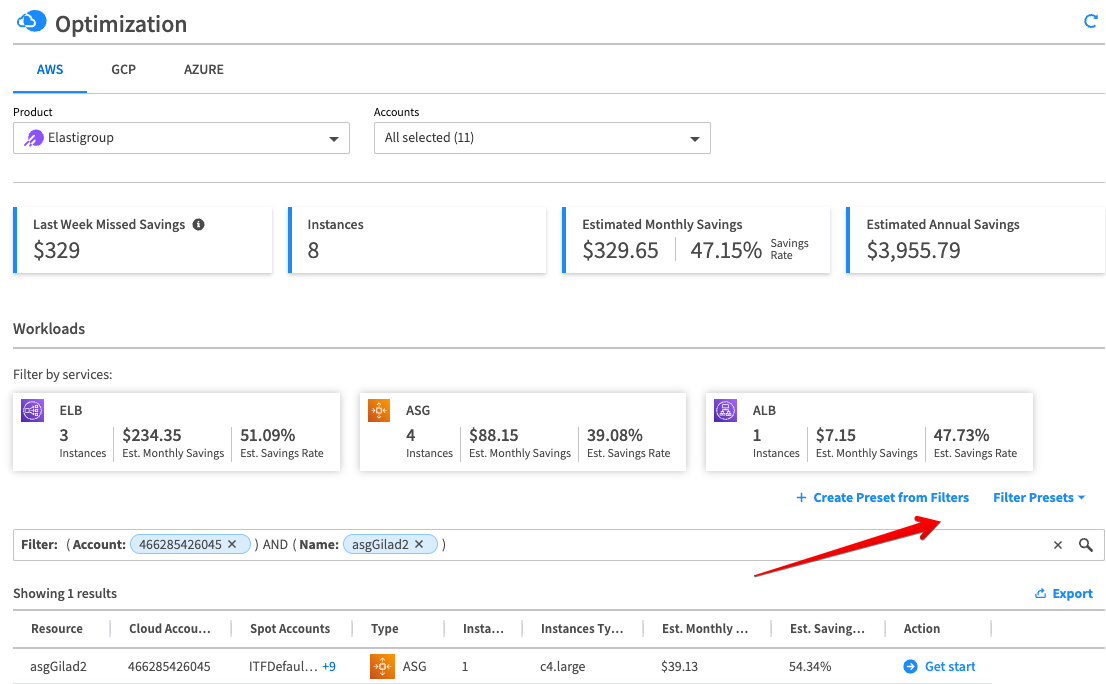 Optimization
AWS GCP AZURE
Product Accounts
Elastigroup All selected (11)
Last Week Missed Savings Instances Estimated Monthly Savings Estimated Annual Savings
$329 8 $329.65 47.15% Savings Rate $3,955.79
Workloads
Filter by services:
ELB ASG ALB
3 $234.35 51.09% 4 $88.15 39.08% 1 $7.15 47.73%
Instances Est. Monthly Savings Est. Savings Rate Instances Est. Monthly Savings Est. Savings Rate Instances Est. Monthly Savings Est. Savings Rate
+ Create Preset from Filters Filter Presets
Filter: ( Account: 466285426045 ✕ ) AND ( Name: asgGilad2 ✕ ) ✕
Showing 1 results Export
Resource Cloud Accou... Spot Accounts Type Insta... Instances Ty... Est. Monthly ... Est. Saving... Action
asgGilad2 466285426045 ITFDefaul... +9 ASG 1 c4.large $39.13 54.34% Get start